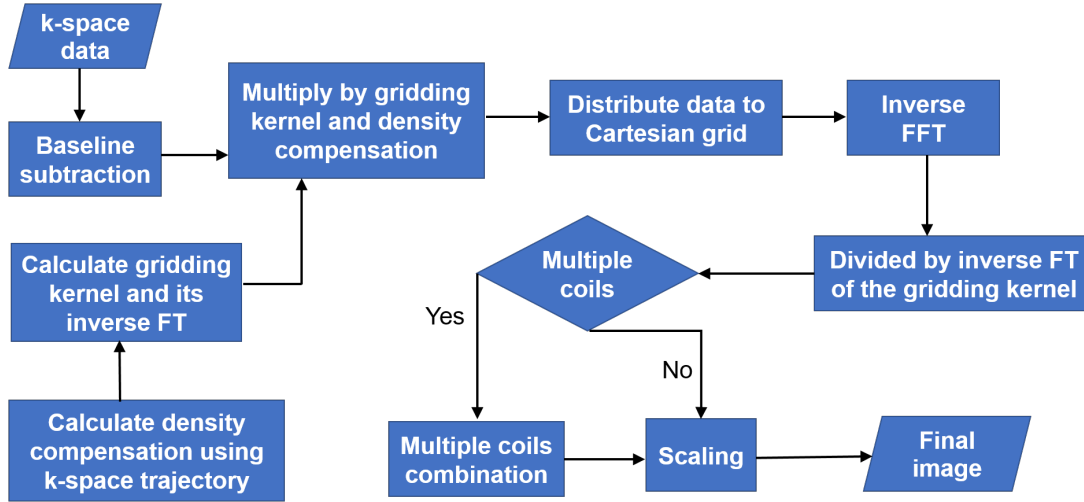 k-space
data
Baseline
subtraction
Multiply by gridding
kernel and density
compensation
Distribute data to
Cartesian grid
Inverse
FFT
Calculate gridding
kernel and its
inverse FT
Multiple
coils
Divided by inverse FT
of the gridding kernel
Yes
No
Calculate density
compensation using
k-space trajectory
Multiple coils
combination
Scaling
Final
image